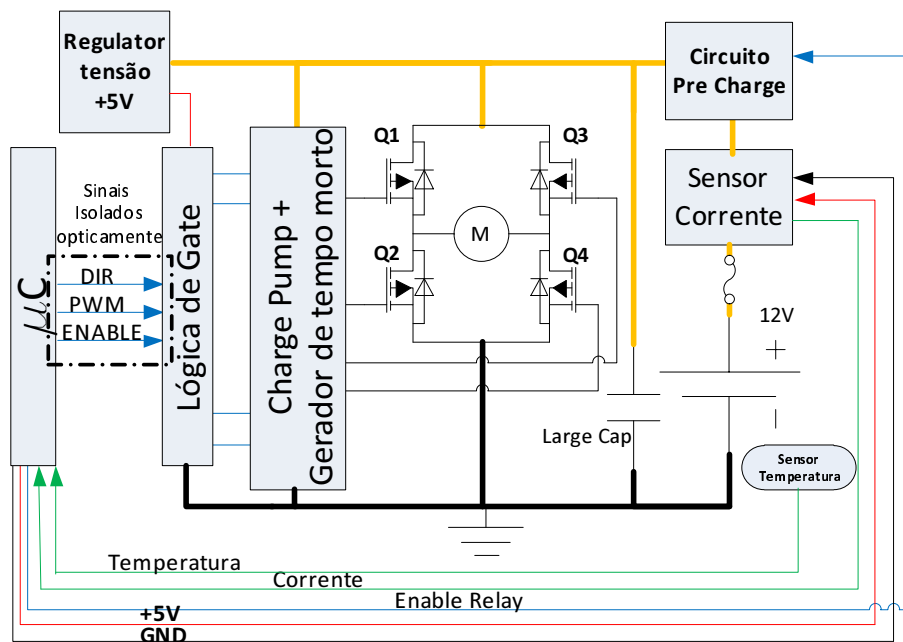 Regulator
tensão
+5V
Circuito
Pre Charge
Q1
Q3
Sensor
Corrente
Sinais
Isolados
opticamente
DIR
PWM
ENABLE
µC
Lógica de Gate
Charge Pump +
Gerador de tempo morto
M
Q2
Q4
12V
+
Large Cap
Sensor
Temperatura
Temperatura
Corrente
Enable Relay
+5V
GND